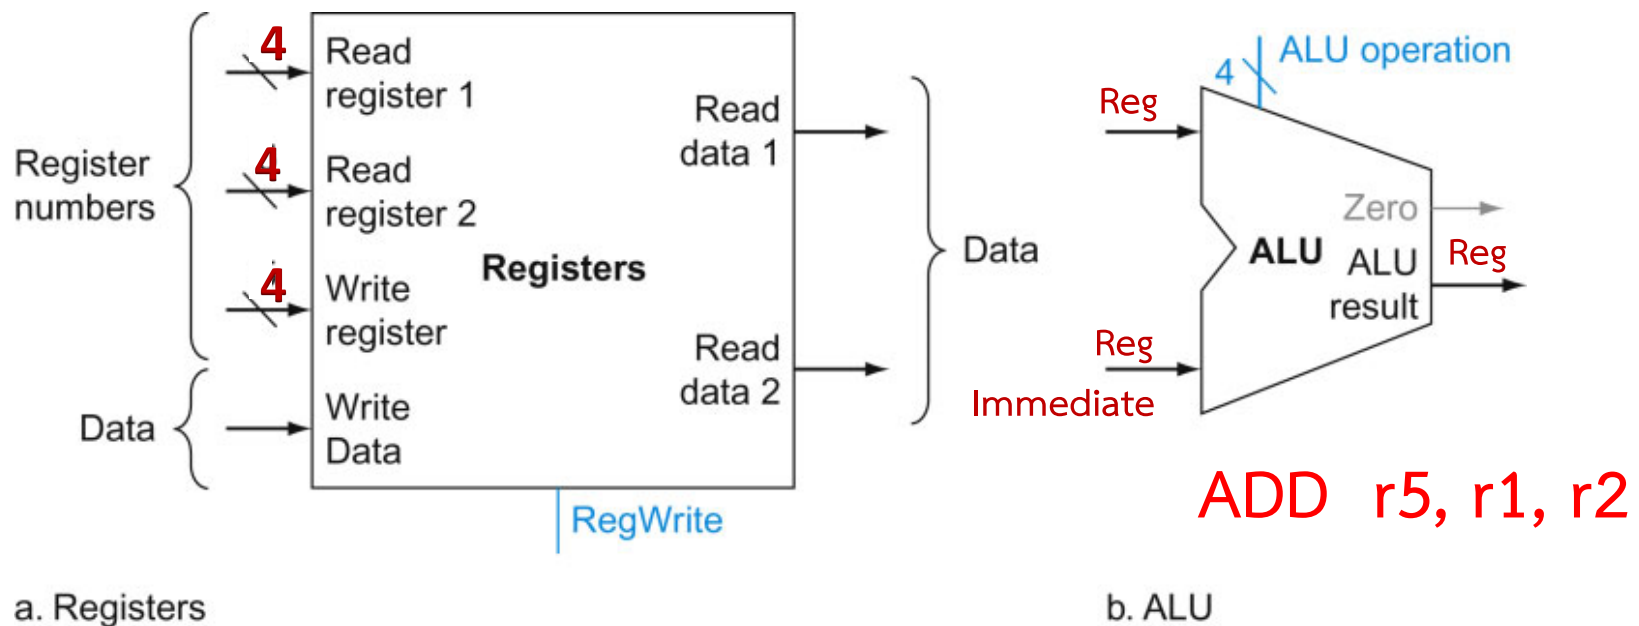 Register
numbers
Data
4
Read
register 1
4
Read
register 2
4
Write
register
Write
Data
Registers
Read
data 1
Read
data 2
RegWrite
Data
a. Registers
4
ALU operation
Reg
Reg
Immediate
Zero
ALU
ALU
result
Reg
ADD r5, r1, r2
b. ALU